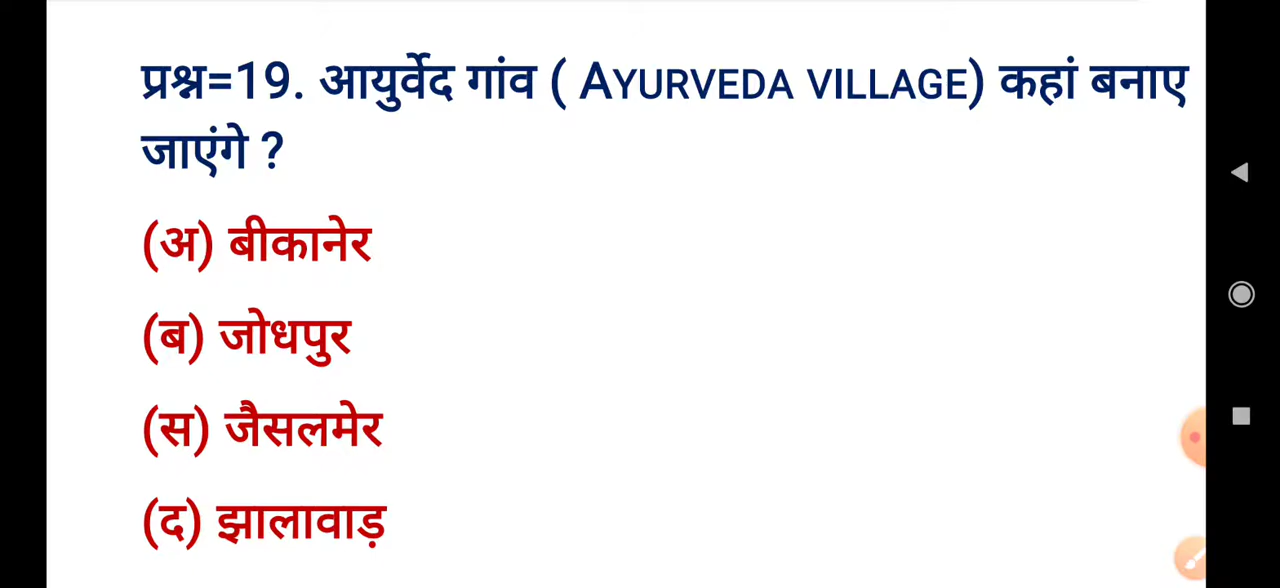 प्रश्न=19. आयुर्वेद गांव ( AYURVEDA VILLAGE) कहां बनाए
जाएंगे ?
(अ) बीकानेर
(ब) जोधपुर
(स) जैसलमेर
(द) झालावाड़